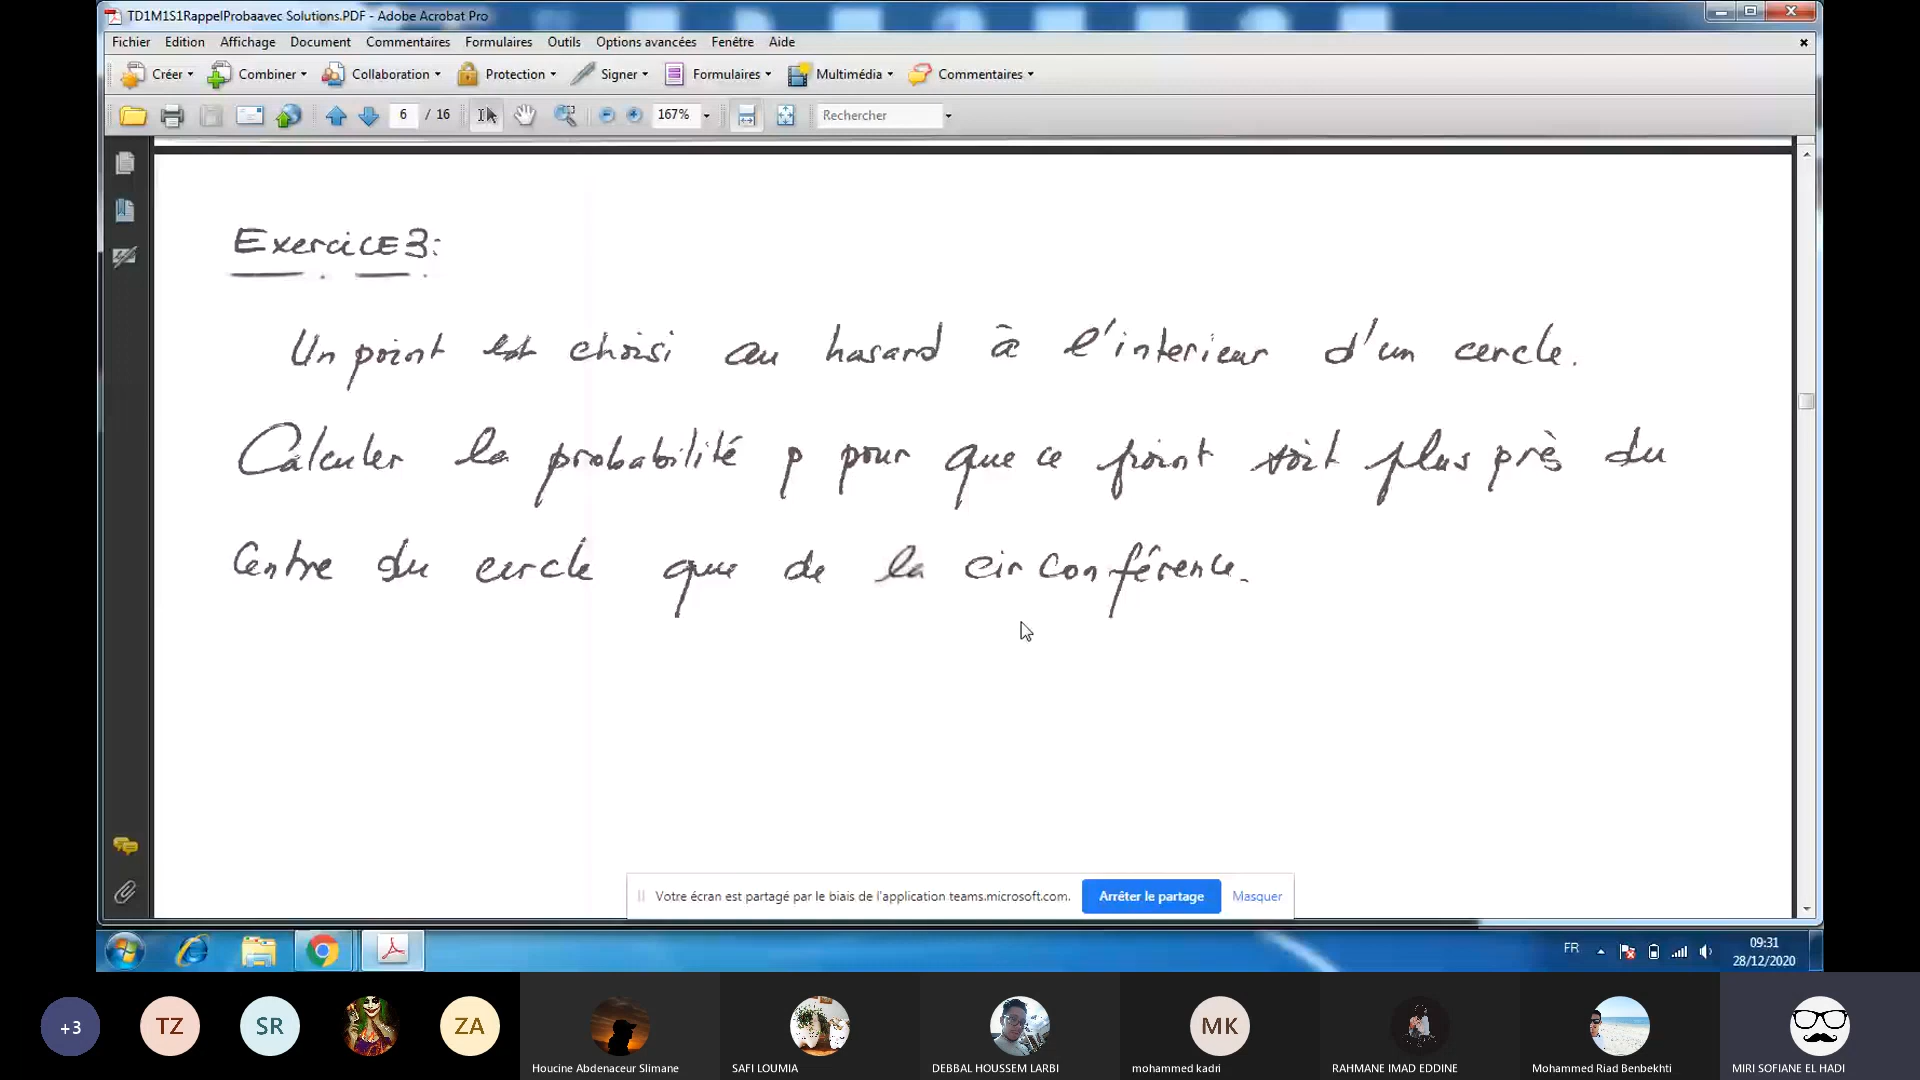 TD1M1S1RappelProbaavec Solutions.PDF - Adobe Acrobat Pro
Fichier Edition Affichage Document Commentaires Formulaires Outils Options avancées Fenêtre Aide
Créer Combiner Collaboration Protection Signer Formulaires Multimédia Commentaires
6 / 16 167% Rechercher
Exercice 3:
Un point est choisi au hasard à l'interieur d'un cercle.
Calculer la probabilité p pour que ce point soit plus près du
Centre du cercle que de la circonférence.
Votre écran est partagé par le biais de l'application teams.microsoft.com. Arrêter le partage Masquer
FR 09:31
28/12/2020
+3 TZ SR ZA MK
Houcine Abdenaceur Slimane SAFI LOUMIA DEBBAL HOUSSEM LARBI mohammed kadri RAHMANE IMAD EDDINE Mohammed Riad Benbekhti MIRI SOFIANE EL HADI